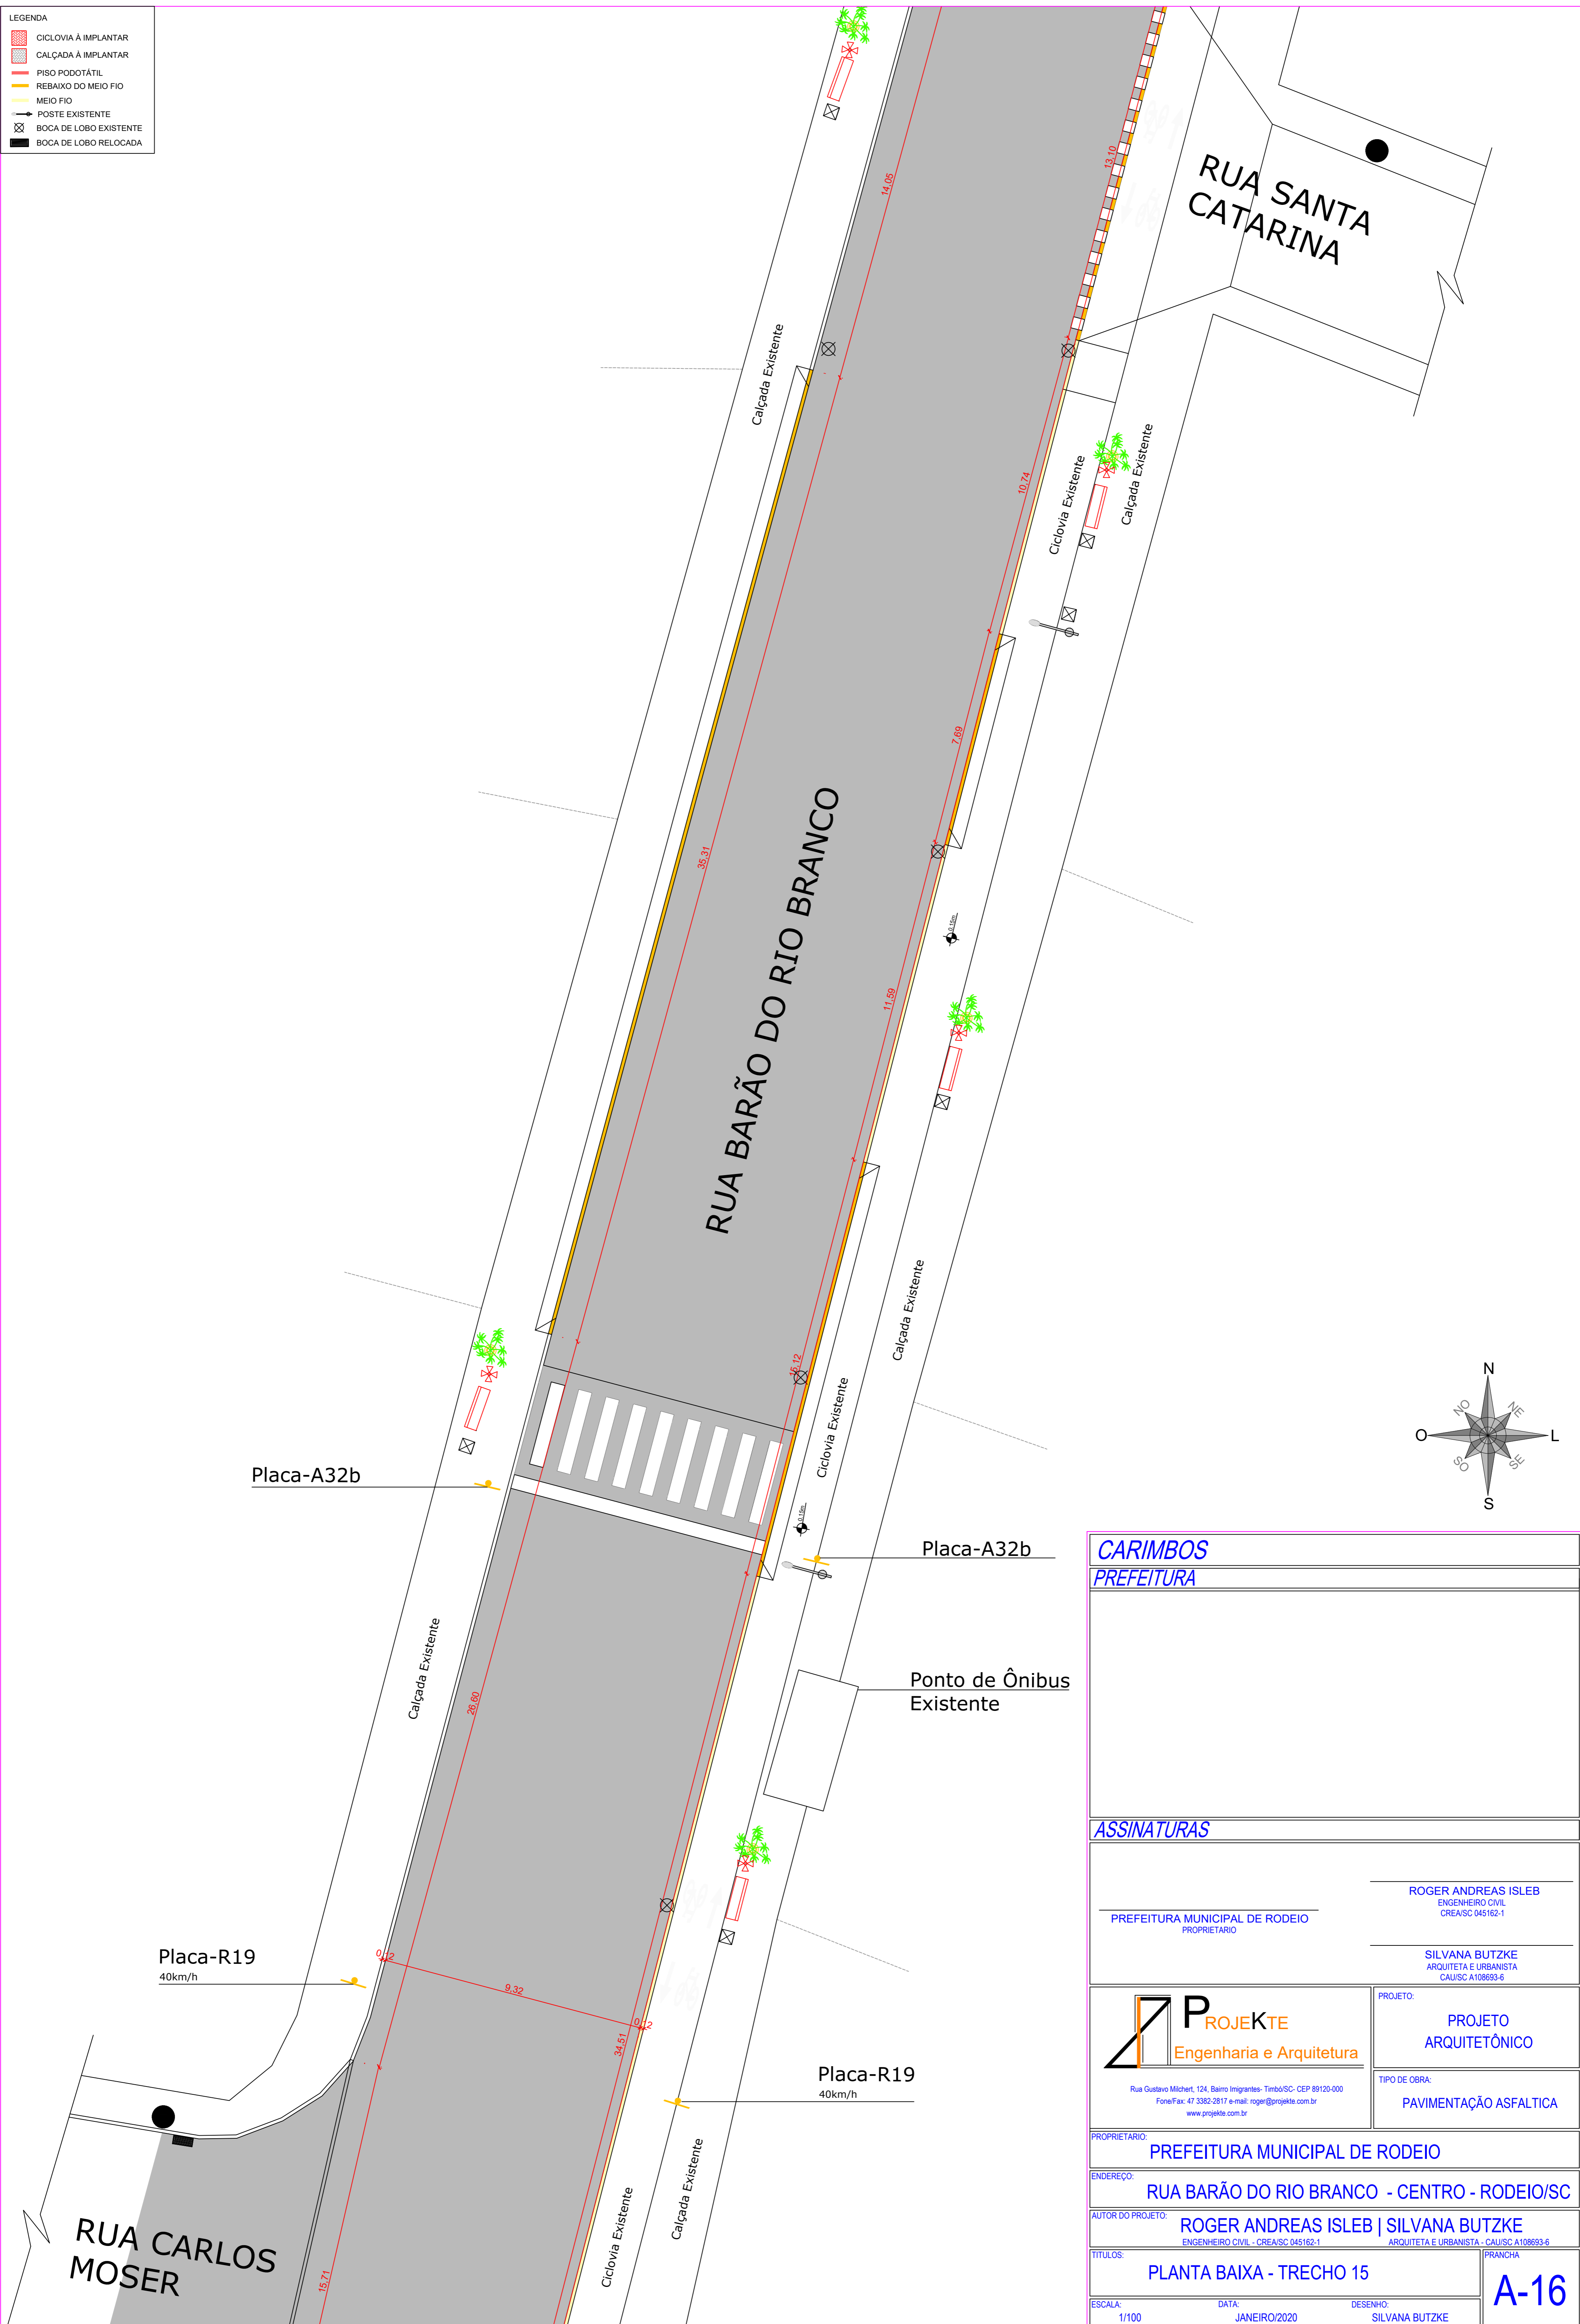 LEGENDA
CICLOVIA À IMPLANTAR
CALÇADA À IMPLANTAR
PISO PODOTÁTIL
REBAIXO DO MEIO FIO
MEIO FIO
POSTE EXISTENTE
BOCA DE LOBO EXISTENTE
BOCA DE LOBO RELOCADA
13,10
14,05
RUA SANTA
CATARINA
Calçada Existente
Calçada Existente
Ciclovia Existente
10,74
7,69
35,31
RUA BARÃO DO RIO BRANCO
0.15m
11,59
Calçada Existente
15,12
Ciclovia Existente
N
NO
NE
O
L
SO
SE
S
Placa-A32b
0.15m
Placa-A32b
Calçada Existente
Ponto de Ônibus
Existente
26,60
Placa-R19
40km/h
0,12
9,32
0,12
34,51
Placa-R19
40km/h
Calçada Existente
Ciclovia Existente
RUA CARLOS
MOSER
15,71
CARIMBOS
PREFEITURA
ASSINATURAS
ROGER ANDREAS ISLEB
ENGENHEIRO CIVIL
CREA/SC 045162-1
PREFEITURA MUNICIPAL DE RODEIO
PROPRIETARIO
SILVANA BUTZKE
ARQUITETA E URBANISTA
CAU/SC A108693-6
PROJEKTE
Engenharia e Arquitetura
Rua Gustavo Milchert, 124, Bairro Imigrantes- Timbó/SC- CEP 89120-000
Fone/Fax: 47 3382-2817 e-mail: roger@projekte.com.br
www.projekte.com.br
PROJETO:
PROJETO
ARQUITETÔNICO
TIPO DE OBRA:
PAVIMENTAÇÃO ASFALTICA
PROPRIETARIO:
PREFEITURA MUNICIPAL DE RODEIO
ENDEREÇO:
RUA BARÃO DO RIO BRANCO - CENTRO - RODEIO/SC
AUTOR DO PROJETO:
ROGER ANDREAS ISLEB | SILVANA BUTZKE
ENGENHEIRO CIVIL - CREA/SC 045162-1
ARQUITETA E URBANISTA - CAU/SC A108693-6
TITULOS:
PLANTA BAIXA - TRECHO 15
PRANCHA
A-16
ESCALA:
1/100
DATA:
JANEIRO/2020
DESENHO:
SILVANA BUTZKE